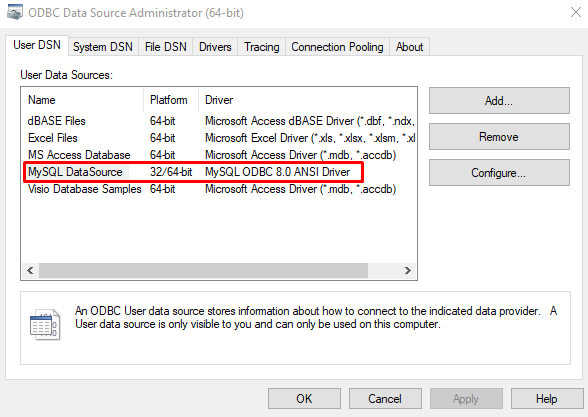 ODBC Data Source Administrator (64-bit)
User DSN System DSN File DSN Drivers Tracing Connection Pooling About
User Data Sources:
Name Platform Driver
dBASE Files 64-bit Microsoft Access dBASE Driver (*.dbf, *.ndx,
Excel Files 64-bit Microsoft Excel Driver (*.xls, *.xlsx, *.xlsm, *.xl
MS Access Database 64-bit Microsoft Access Driver (*.mdb, *.accdb)
MySQL DataSource 32/64-bit MySQL ODBC 8.0 ANSI Driver
Visio Database Samples 64-bit Microsoft Access Driver (*.mdb, *.accdb)
Add...
Remove
Configure...
An ODBC User data source stores information about how to connect to the indicated data provider. A
User data source is only visible to you and can only be used on this computer.
OK Cancel Apply Help